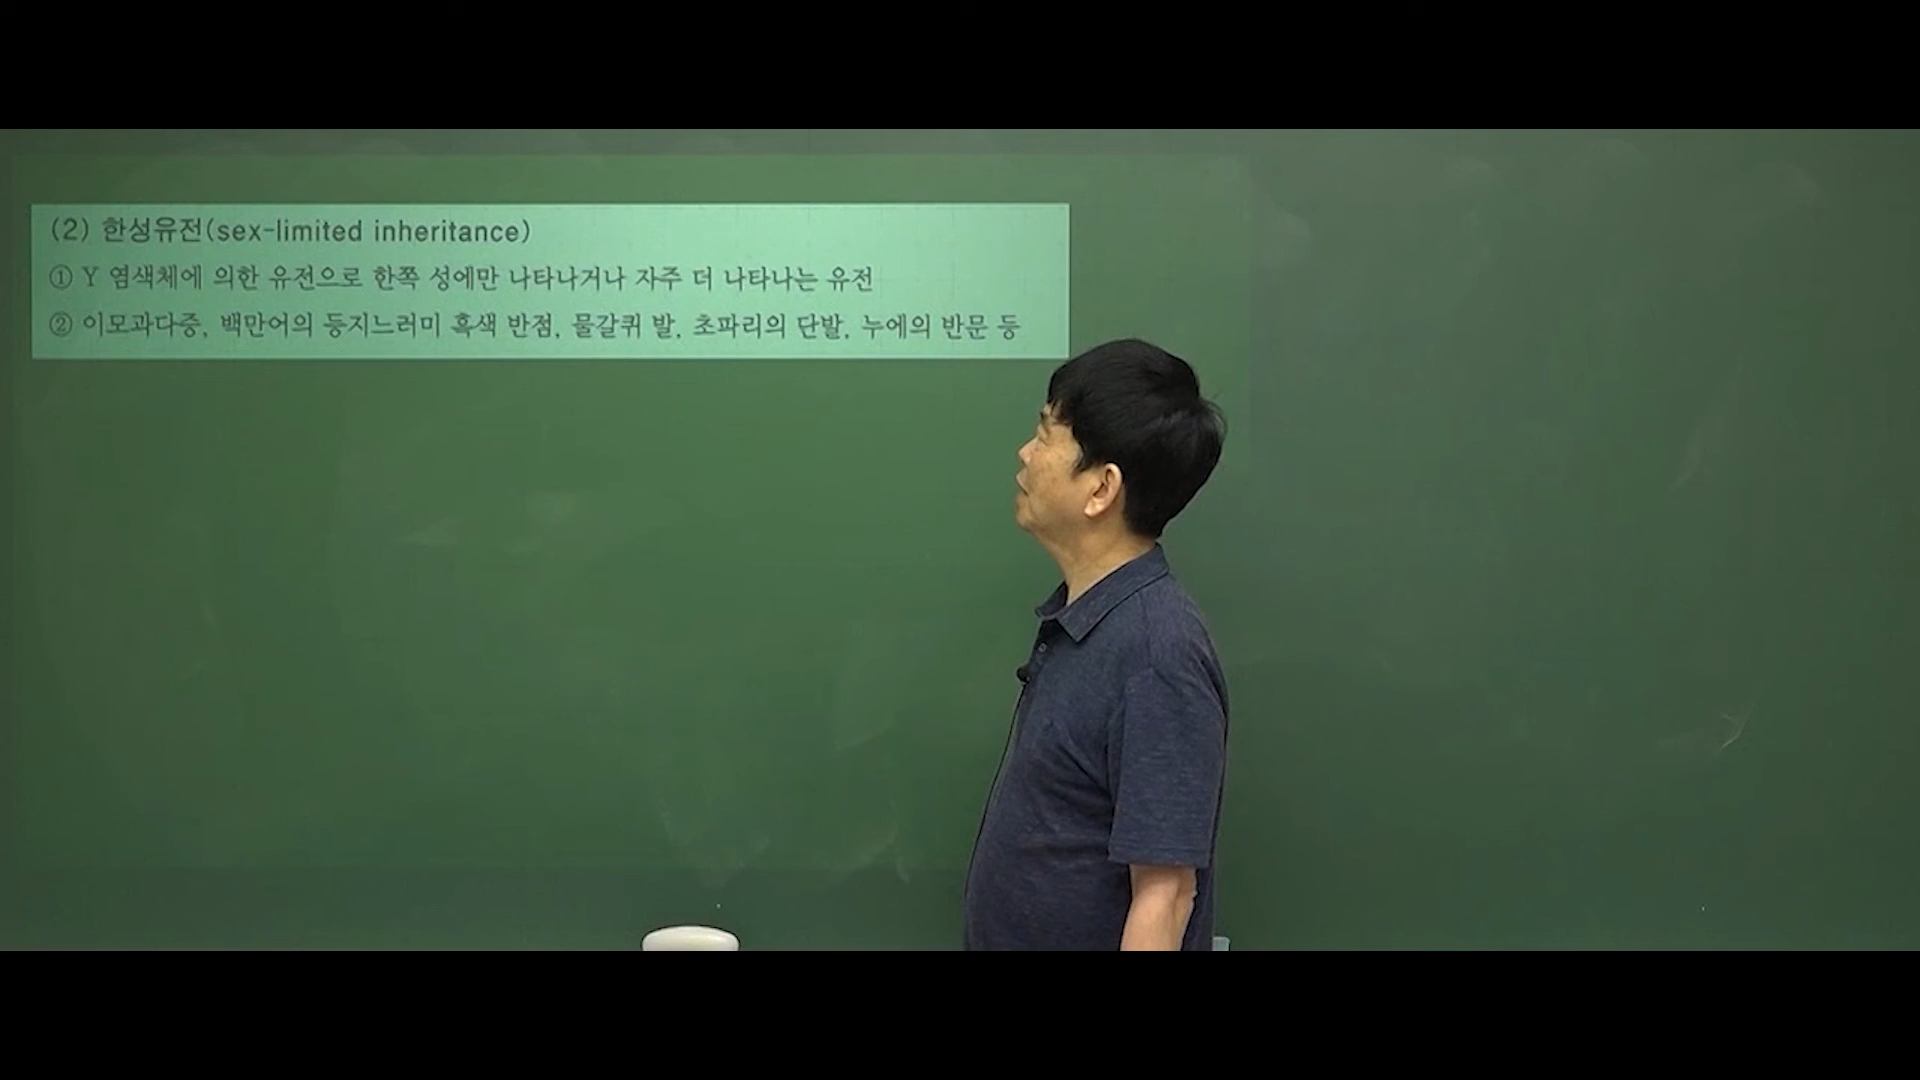 (2) 한성유전(sex-limited inheritance)
① Y 염색체에 의한 유전으로 한쪽 성에만 나타나거나 자주 더 나타나는 유전
② 이모과다증, 백만어의 등지느러미 흑색 반점, 물갈퀴 발, 초파리의 단발, 누에의 반문 등